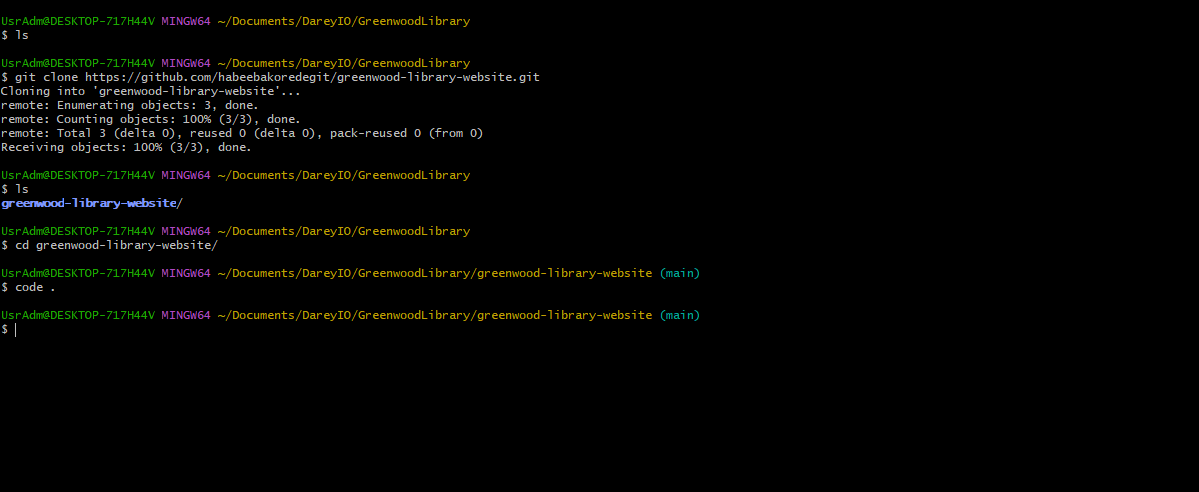 UsrAdm@DESKTOP-717H44V MINGW64 ~/Documents/DareyIO/GreenwoodLibrary
$ ls
UsrAdm@DESKTOP-717H44V MINGW64 ~/Documents/DareyIO/GreenwoodLibrary
$ git clone https://github.com/habeebakoredegit/greenwood-library-website.git
Cloning into 'greenwood-library-website'...
remote: Enumerating objects: 3, done.
remote: Counting objects: 100% (3/3), done.
remote: Total 3 (delta 0), reused 0 (delta 0), pack-reused 0 (from 0)
Receiving objects: 100% (3/3), done.
UsrAdm@DESKTOP-717H44V MINGW64 ~/Documents/DareyIO/GreenwoodLibrary
$ ls
greenwood-library-website/
UsrAdm@DESKTOP-717H44V MINGW64 ~/Documents/DareyIO/GreenwoodLibrary
$ cd greenwood-library-website/
UsrAdm@DESKTOP-717H44V MINGW64 ~/Documents/DareyIO/GreenwoodLibrary/greenwood-library-website (main)
$ code .
UsrAdm@DESKTOP-717H44V MINGW64 ~/Documents/DareyIO/GreenwoodLibrary/greenwood-library-website (main)
$